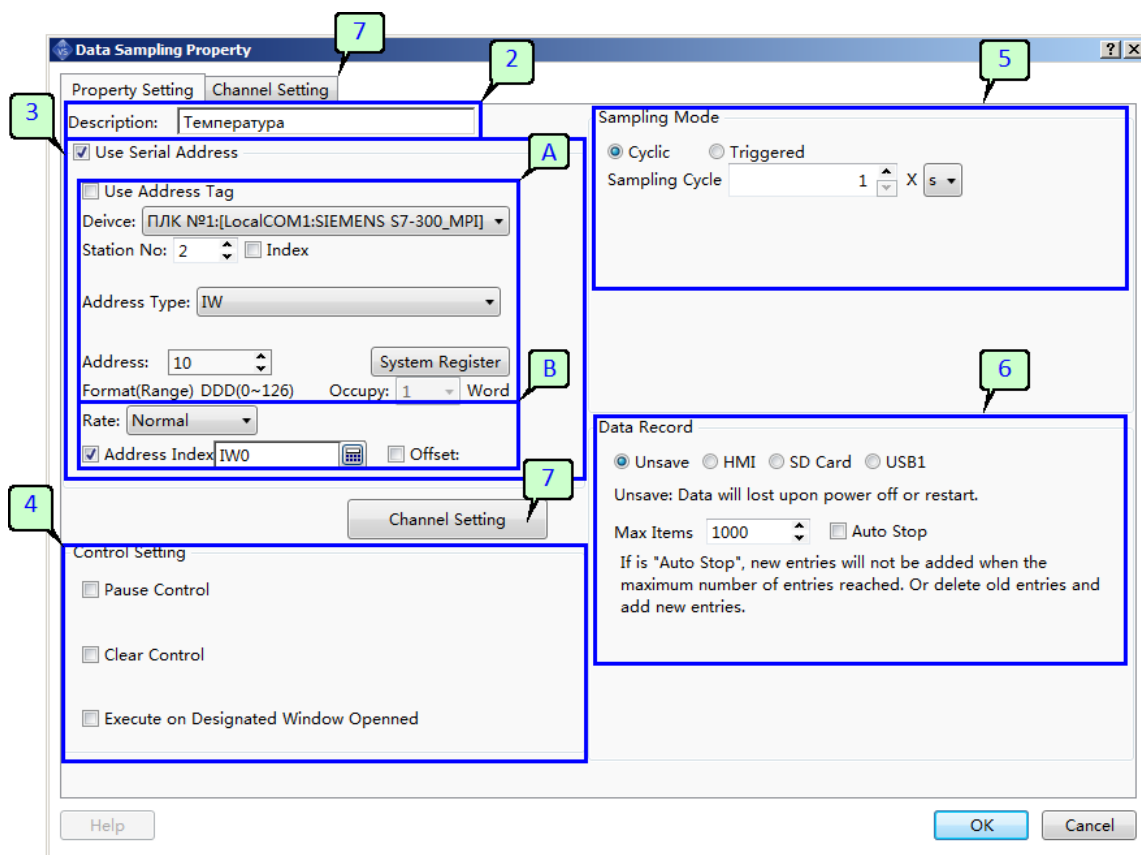 7
Data Sampling Property
2
5
Property Setting
Channel Setting
3
Description:
Температура
Sampling Mode
Use Serial Address
A
Cyclic
Triggered
Use Address Tag
Sampling Cycle
1
X
s
Deivce:
ПЛК №1:[LocalCOM1:SIEMENS S7-300_MPI]
Station No:
2
Index
Address Type:
IW
Address:
10
System Register
B
6
Format(Range) DDD(0~126)
Occupy:
1
Word
Rate:
Normal
Data Record
Address Index
IW0
Offset:
Unsave
HMI
SD Card
USB1
7
Unsave: Data will lost upon power off or restart.
4
Channel Setting
Max Items
1000
Auto Stop
Control Setting
If is "Auto Stop", new entries will not be added when the
maximum number of entries reached. Or delete old entries and
add new entries.
Pause Control
Clear Control
Execute on Designated Window Openned
Help
OK
Cancel